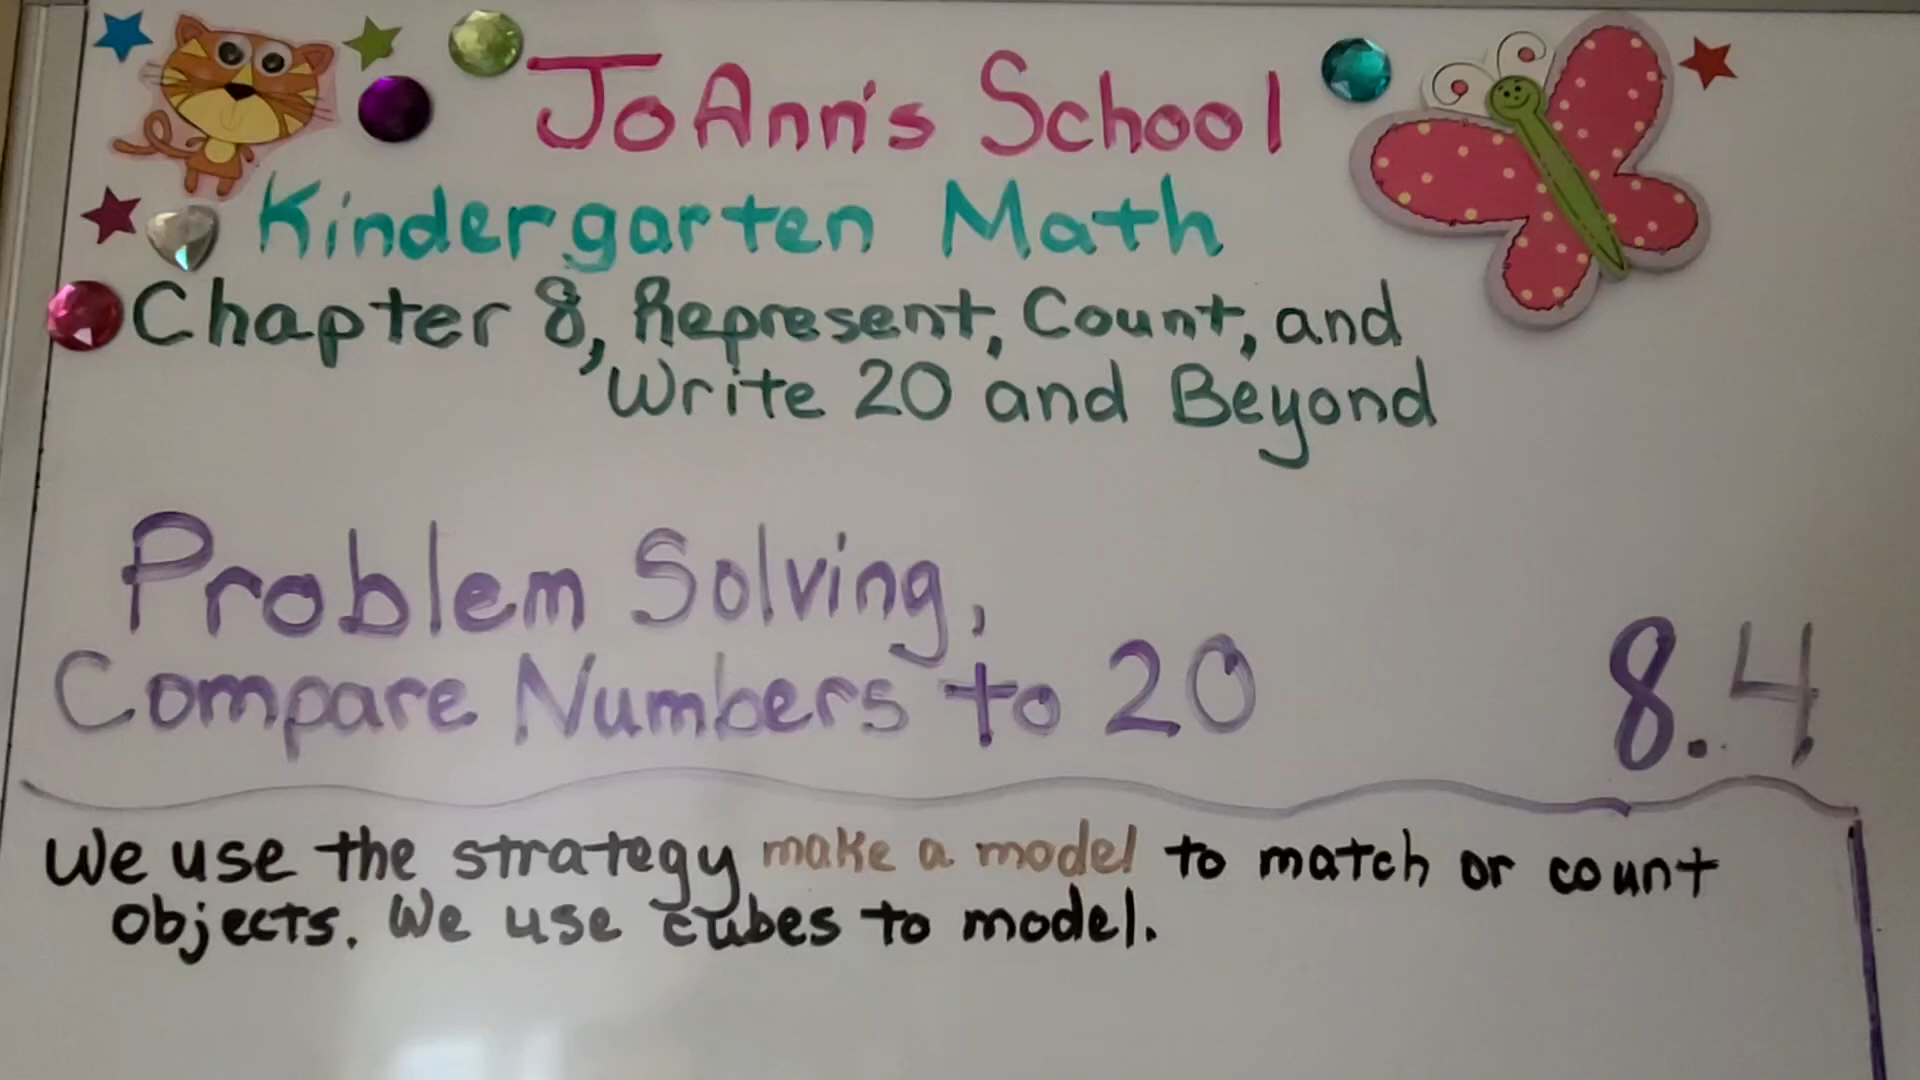 JoAnn's School
Kindergarten Math
Chapter 8, Represent, Count, and
Write 20 and Beyond
Problem Solving,
Compare Numbers to 20
8.4
We use the strategy make a model to match or count
objects. We use cubes to model.